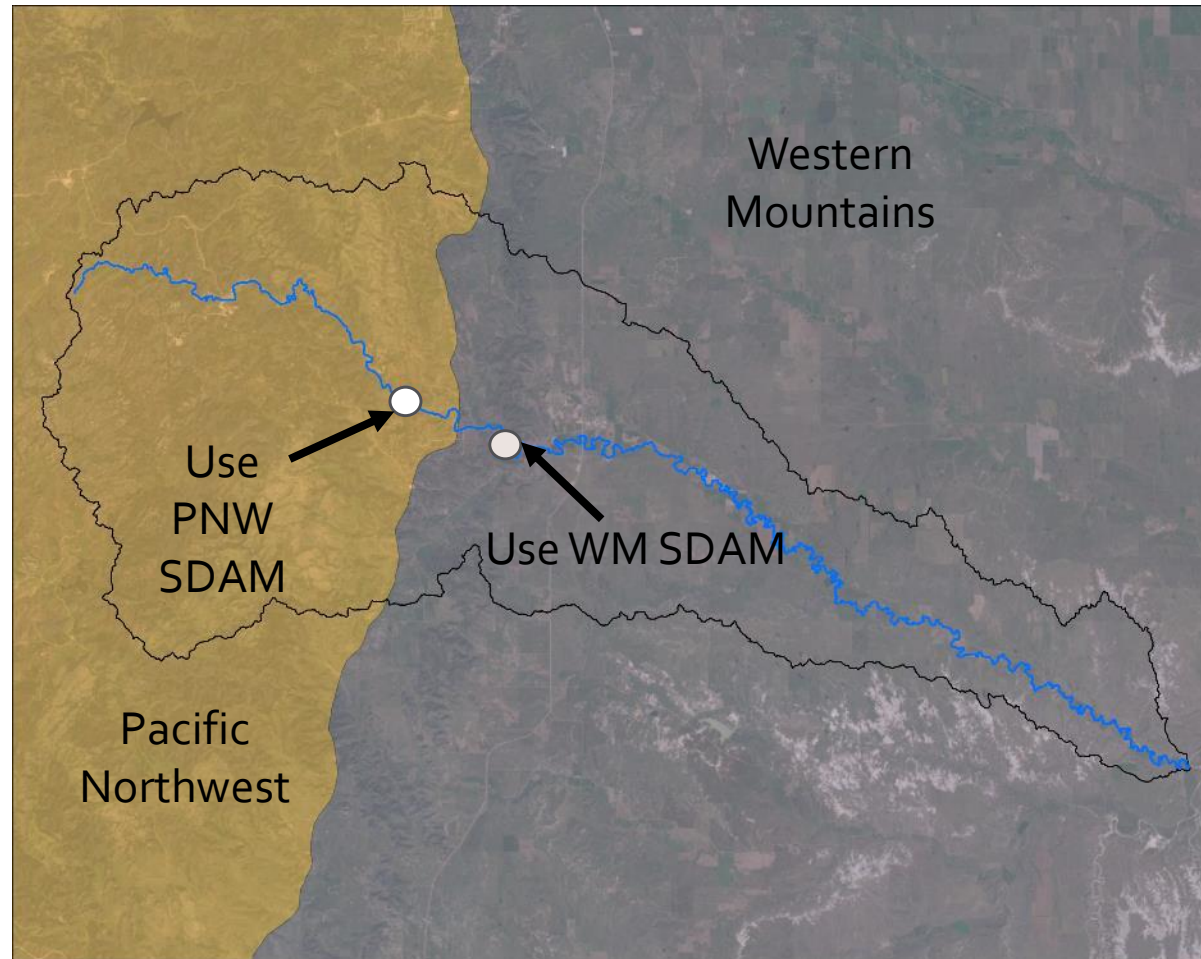 Western
Mountains
Use
PNW
SDAM
Use WM SDAM
Pacific
Northwest